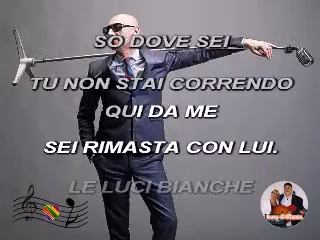 SO DOVE SEI
TU NON STAI CORRENDO
QUI DA ME
SEI RIMASTA CON LUI.
LE LUCI BIANCHE